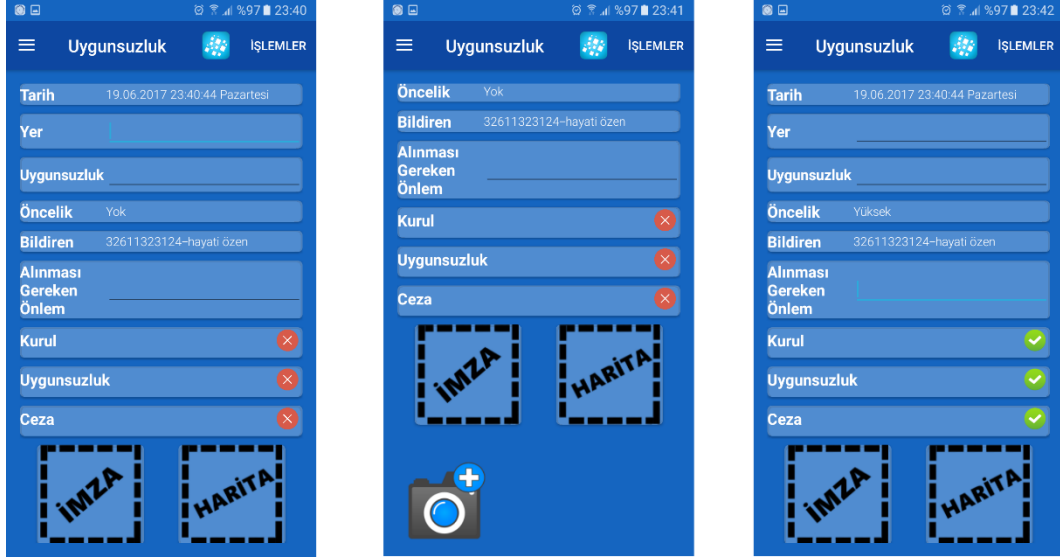 %97 23:40
Uygunsuzluk İŞLEMLER
Tarih 19.06.2017 23:40:44 Pazartesi
Yer
Uygunsuzluk
Öncelik Yok
Bildiren 32611323124-hayati özen
Alınması
Gereken
Önlem
Kurul
Uygunsuzluk
Ceza
İMZA HARİTA
%97 23:41
Uygunsuzluk İŞLEMLER
Öncelik Yok
Bildiren 32611323124-hayati özen
Alınması
Gereken
Önlem
Kurul
Uygunsuzluk
Ceza
İMZA HARİTA
%97 23:42
Uygunsuzluk İŞLEMLER
Tarih 19.06.2017 23:40:44 Pazartesi
Yer
Uygunsuzluk
Öncelik Yüksek
Bildiren 32611323124-hayati özen
Alınması
Gereken
Önlem
Kurul
Uygunsuzluk
Ceza
İMZA HARİTA